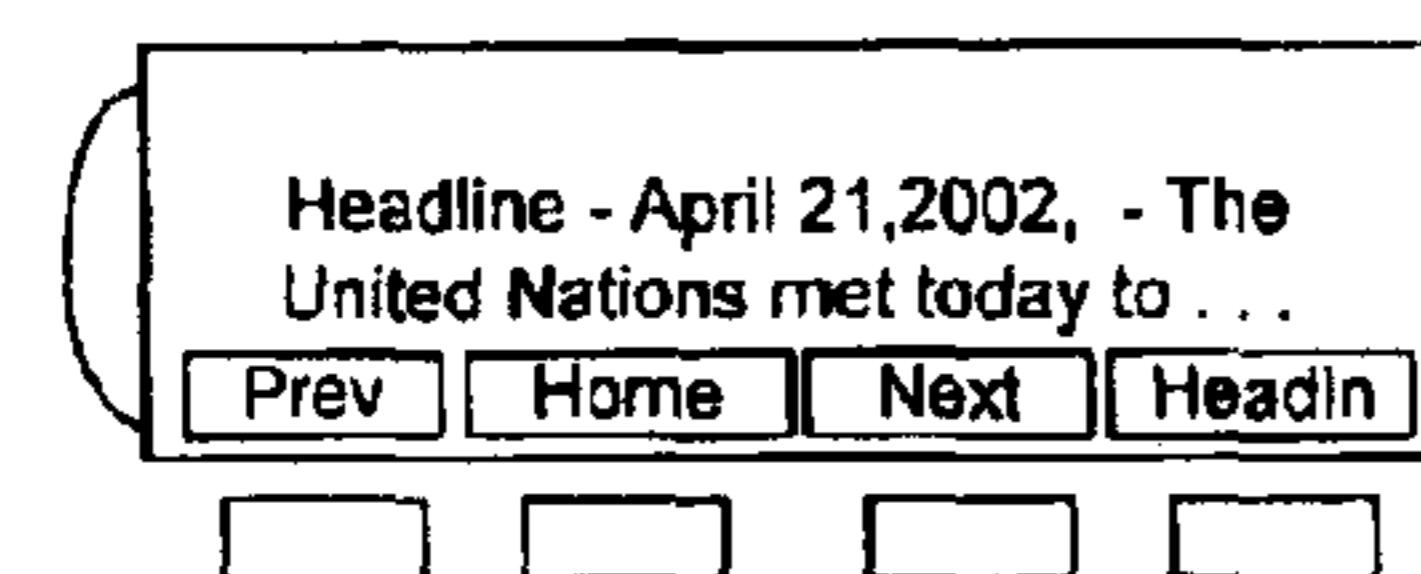 Headline - April 21,2002, - The
United Nations met today to . . .
Prev Home Next Headln